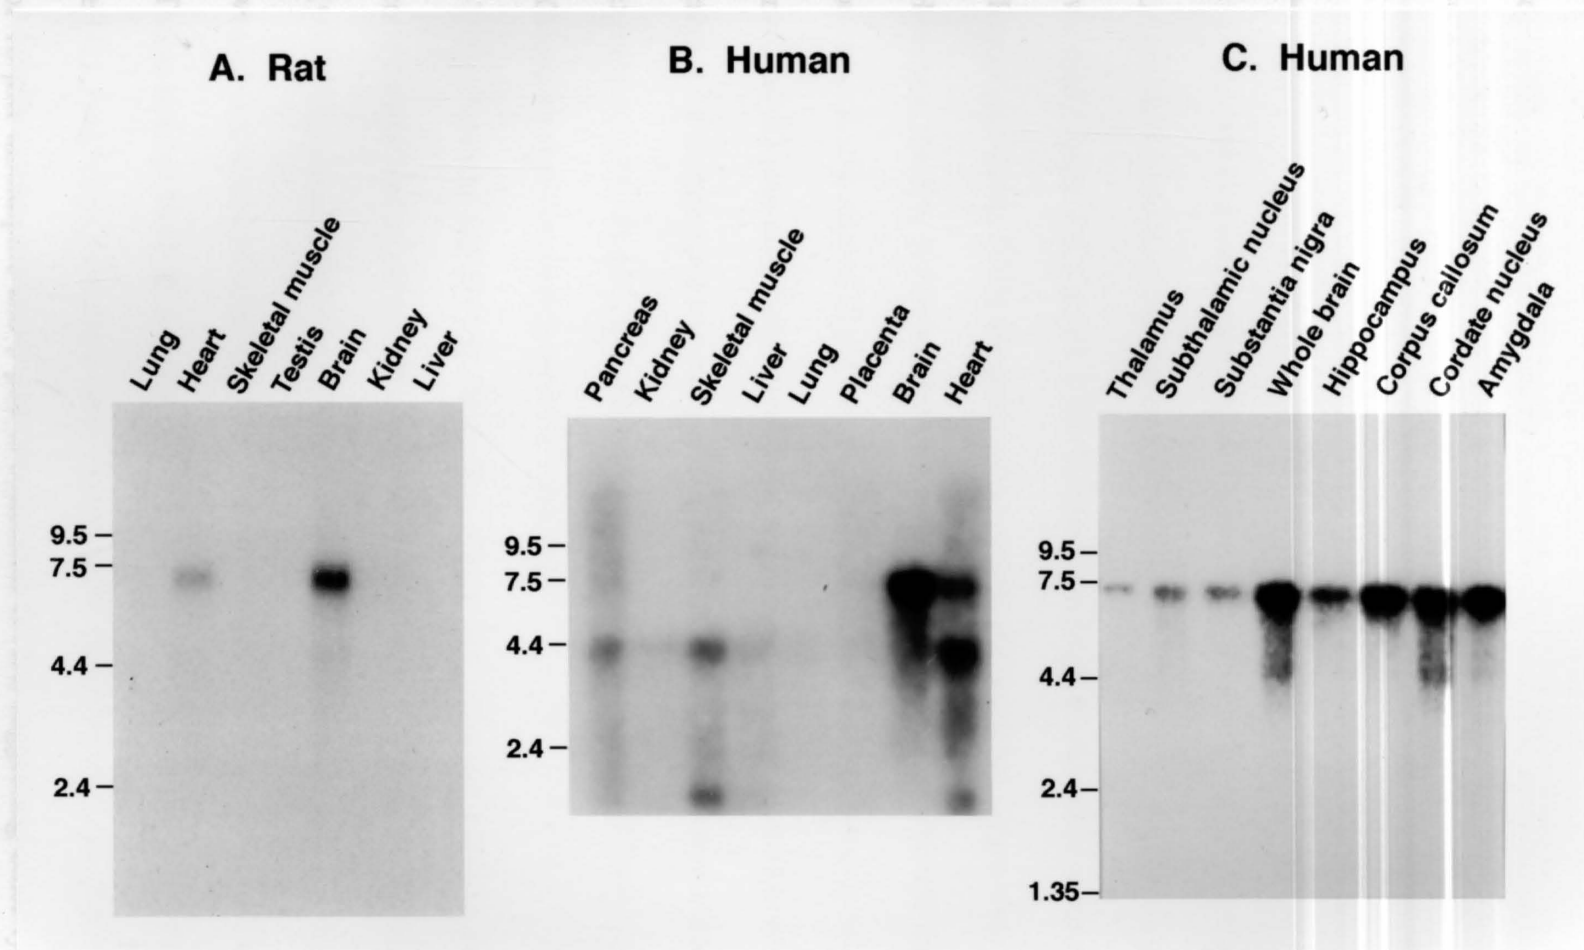 A. Rat
Lung
Heart
Skeletal muscle
Testis
Brain
Kidney
Liver
9.5
7.5
4.4
2.4
B. Human
Pancreas
Kidney
Skeletal muscle
Liver
Lung
Placenta
Brain
Heart
9.5
7.5
4.4
2.4
C. Human
Thalamus
Subthalamic nucleus
Substantia nigra
Whole brain
Hippocampus
Corpus callosum
Cordate nucleus
Amygdala
9.5
7.5
4.4
2.4
1.35